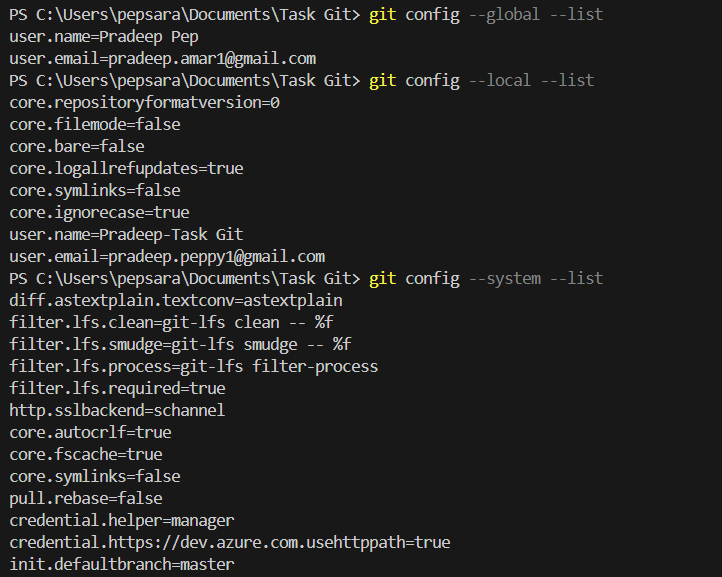 PS C:\Users\pepsara\Documents\Task Git> git config --global --list
user.name=Pradeep Pep
user.email=pradeep.amar1@gmail.com
PS C:\Users\pepsara\Documents\Task Git> git config --local --list
core.repositoryformatversion=0
core.filemode=false
core.bare=false
core.logallrefupdates=true
core.symlinks=false
core.ignorecase=true
user.name=Pradeep-Task Git
user.email=pradeep.peppy1@gmail.com
PS C:\Users\pepsara\Documents\Task Git> git config --system --list
diff.astextplain.textconv=astextplain
filter.lfs.clean=git-lfs clean -- %f
filter.lfs.smudge=git-lfs smudge -- %f
filter.lfs.process=git-lfs filter-process
filter.lfs.required=true
http.sslbackend=schannel
core.autocrlf=true
core.fscache=true
core.symlinks=false
pull.rebase=false
credential.helper=manager
credential.https://dev.azure.com.usehttppath=true
init.defaultbranch=master